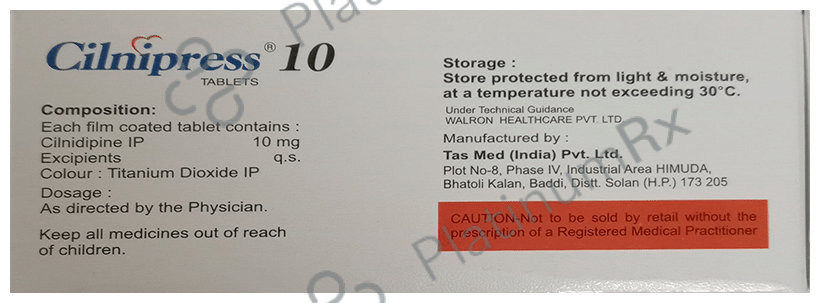 Cilnipress® 10
TABLETS
Composition:
Each film coated tablet contains :
Cilnidipine IP 10 mg
Excipients q.s.
Colour : Titanium Dioxide IP
Dosage :
As directed by the Physician.
Keep all medicines out of reach
of children.
Storage :
Store protected from light & moisture,
at a temperature not exceeding 30°C.
Under Technical Guidance
WALRON HEALTHCARE PVT. LTD.
Manufactured by :
Tas Med (India) Pvt. Ltd.
Plot No-8, Phase IV, Industrial Area HIMUDA,
Bhatoli Kalan, Baddi, Distt. Solan (H.P.) 173 205
CAUTION-Not to be sold by retail without the
prescription of a Registered Medical Practitioner
PlatinumRx